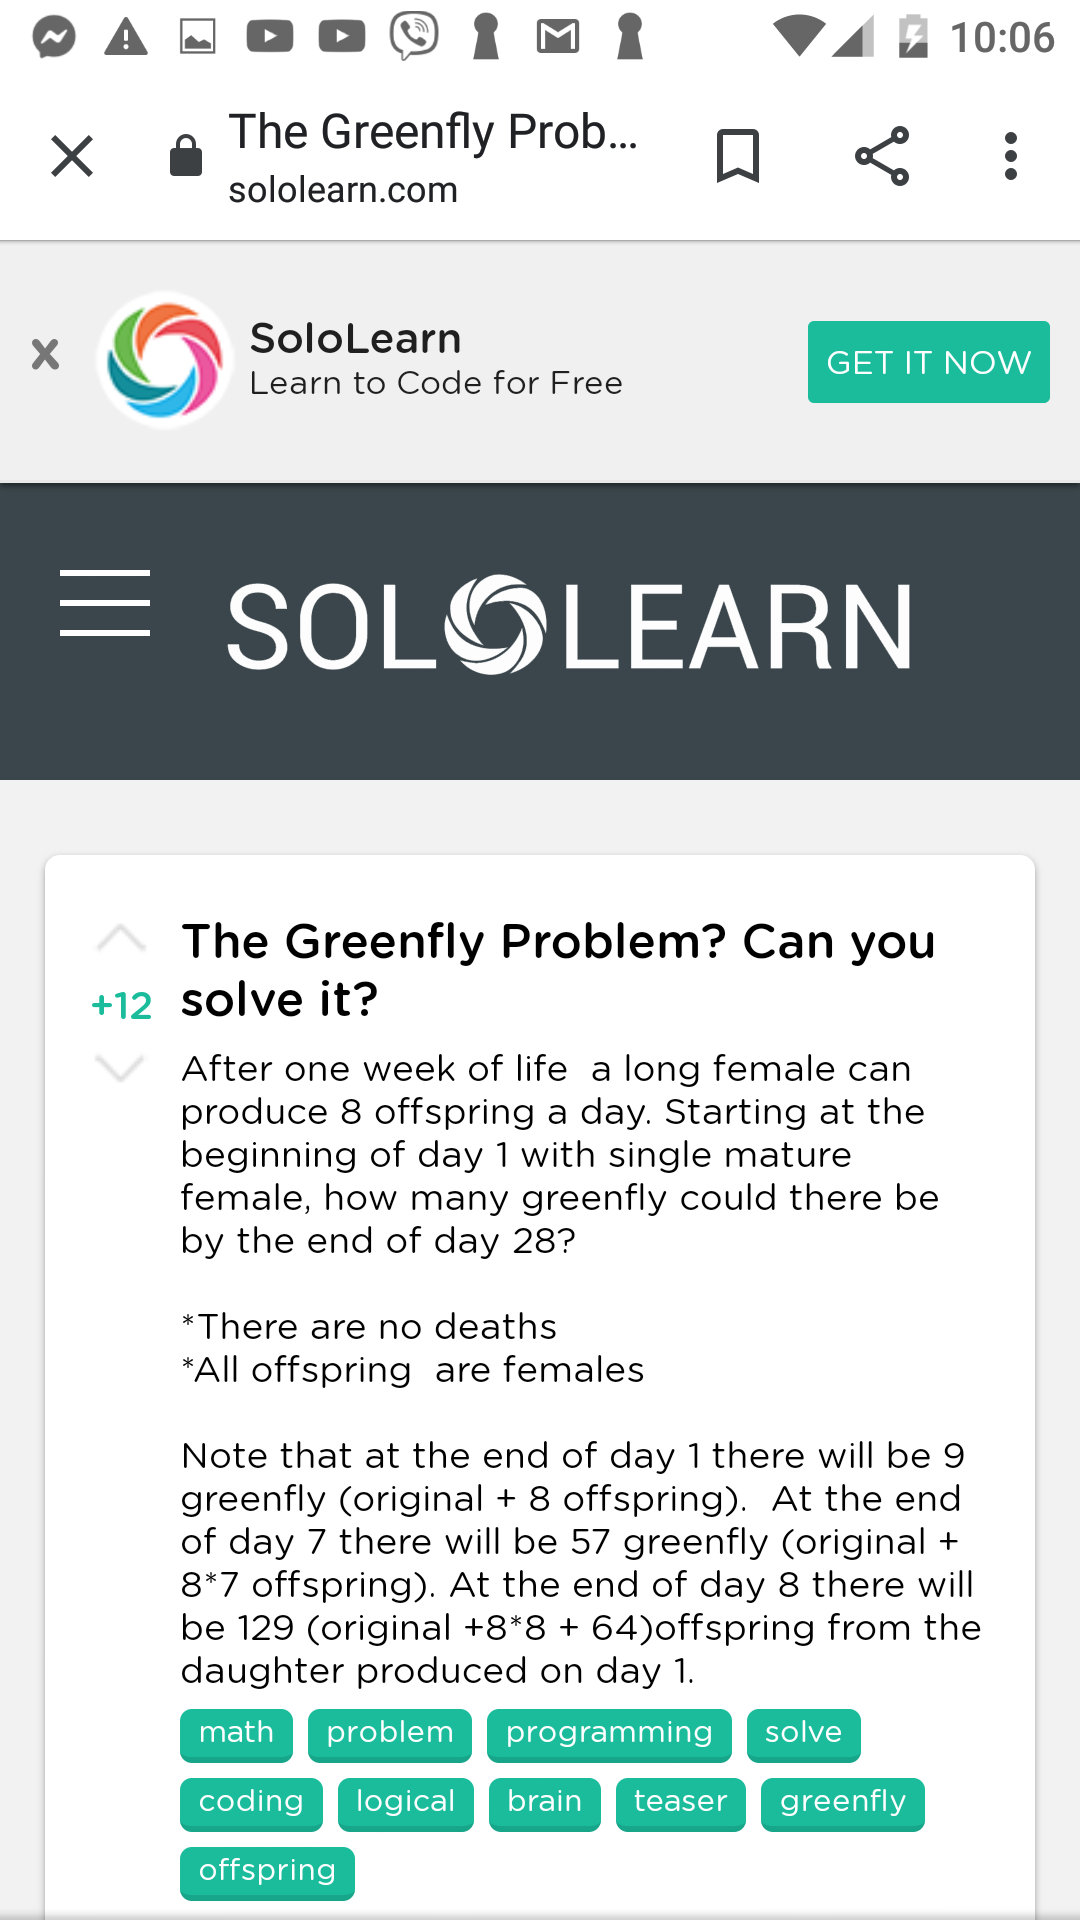 10:06
The Greenfly Prob...
sololearn.com
x
SoloLearn
Learn to Code for Free
GET IT NOW
SOLOLEARN
The Greenfly Problem? Can you
+12
solve it?
After one week of life  a long female can
produce 8 offspring a day. Starting at the
beginning of day 1 with single mature
female, how many greenfly could there be
by the end of day 28?
*There are no deaths
*All offspring  are females
Note that at the end of day 1 there will be 9
greenfly (original + 8 offspring).  At the end
of day 7 there will be 57 greenfly (original +
8*7 offspring). At the end of day 8 there will
be 129 (original +8*8 + 64)offspring from the
daughter produced on day 1.
math problem programming solve
coding logical brain teaser greenfly
offspring